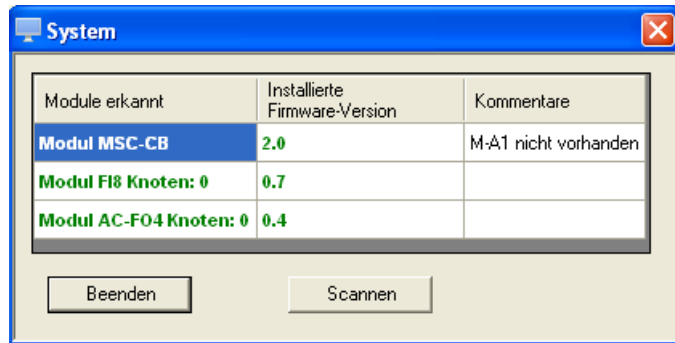 System
Module erkannt
Installierte
Firmware-Version
Kommentare
Modul MSC-CB 2.0 M-A1 nicht vorhanden
Modul FI8 Knoten: 0 0.7
Modul AC-FO4 Knoten: 0 0.4
Beenden Scannen